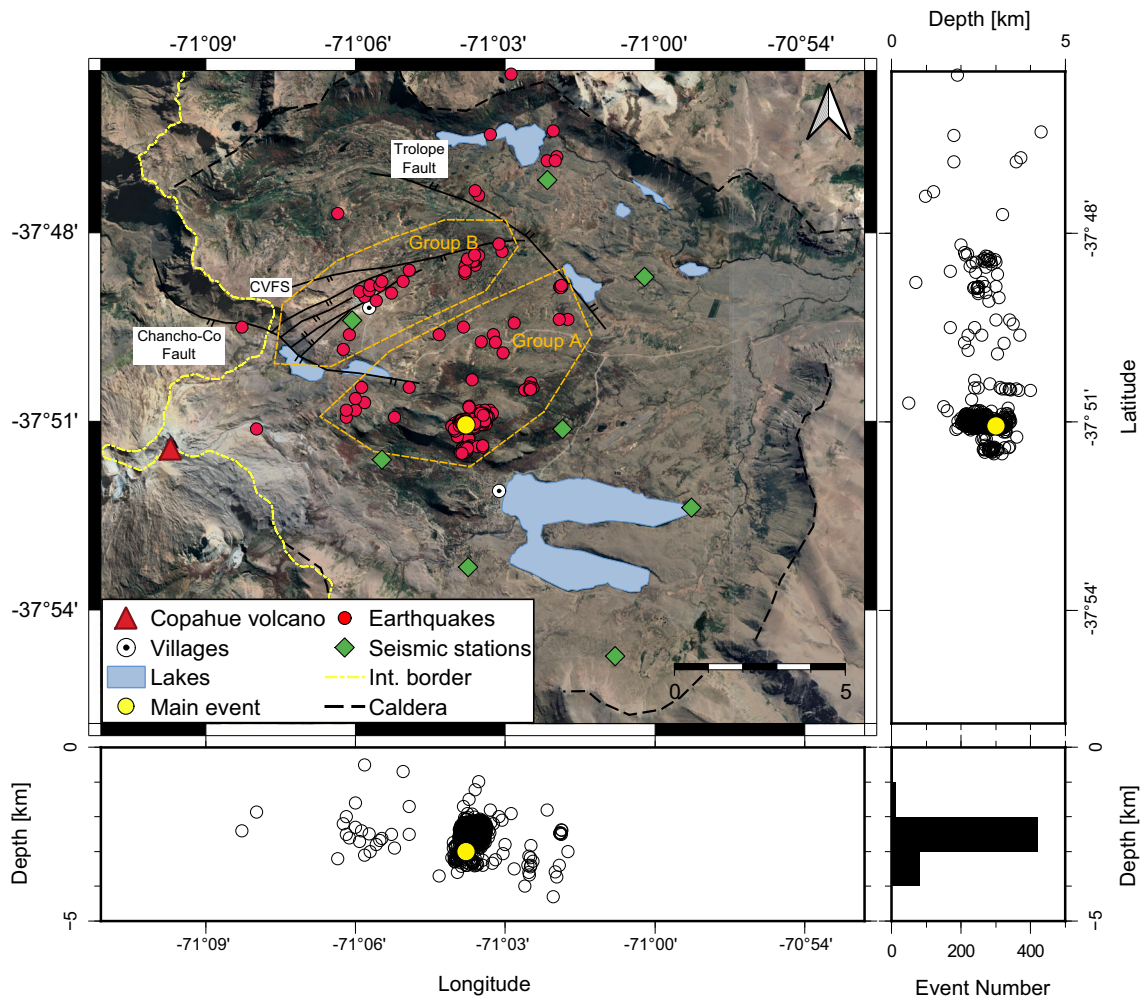 Depth [km]
-71°09' -71°06' -71°03' -71°00' -70°54'
0 5
Trolope
Fault
-37°48'
-37°48'
Group B
CVFS
Chancho-Co
Fault
Group A
Latitude
-37°51'
-37°51'
-37°54'
-37°54'
Copahue volcano
Earthquakes
Villages
Seismic stations
Lakes
Int. border
Main event
Caldera
0 5
0
0
Depth [km]
Depth [km]
-5
-5
-71°09' -71°06' -71°03' -71°00' -70°54'
0 200 400
Longitude
Event Number